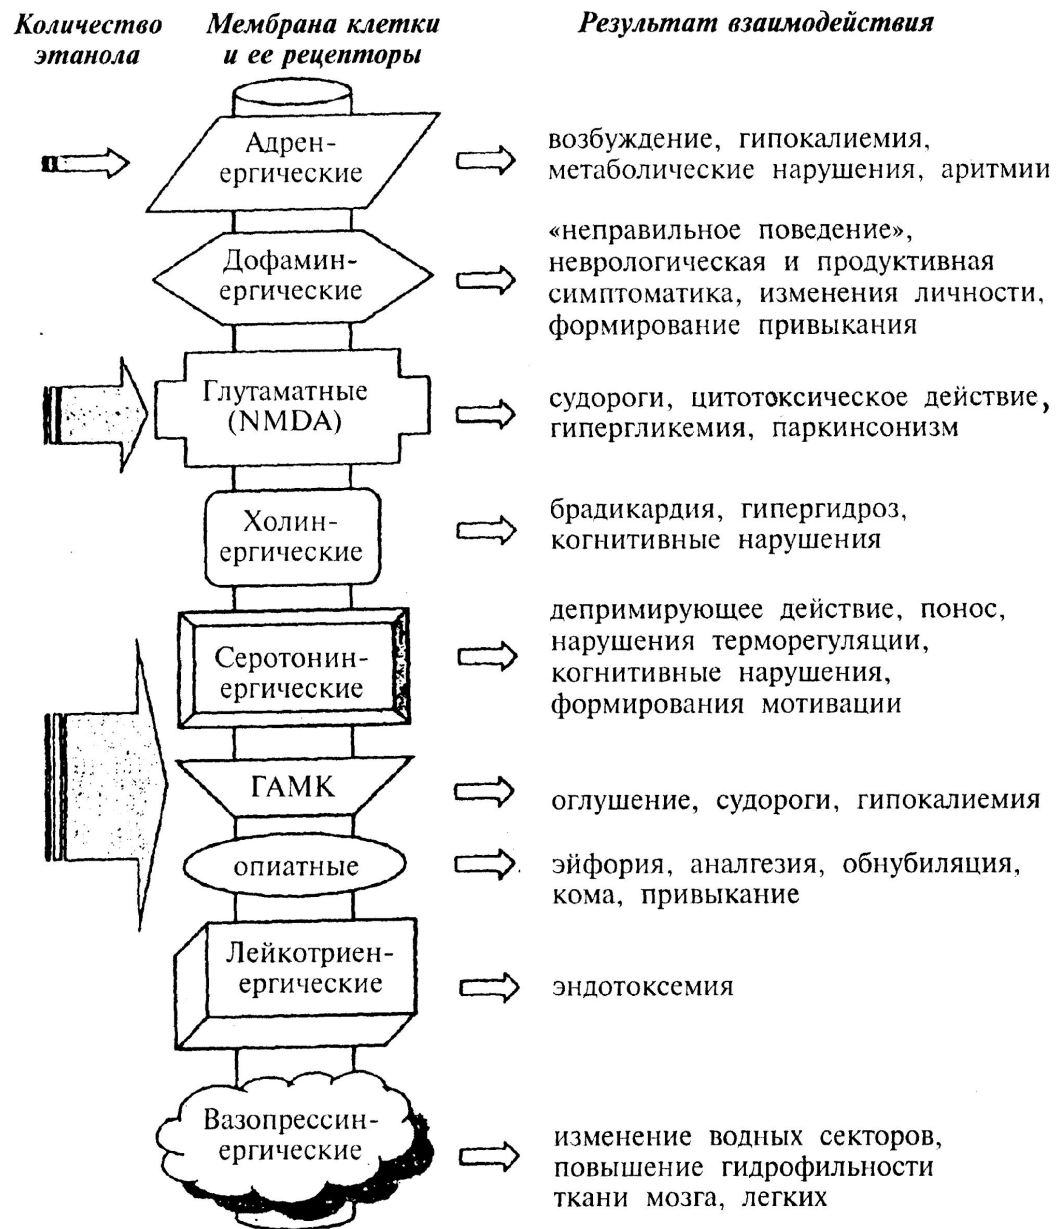 Количество
этанола
Мембрана клетки
и ее рецепторы
Результат взаимодействия
Адрен-
ергические
возбуждение, гипокалиемия,
метаболические нарушения, аритмии
Дофамин-
ергические
«неправильное поведение»,
неврологическая и продуктивная
симптоматика, изменения личности,
формирование привыкания
Глутаматные
(NMDA)
судороги, цитотоксическое действие,
гипергликемия, паркинсонизм
Холин-
ергические
брадикардия, гипергидроз,
когнитивные нарушения
Серотонин-
ергические
депримирующее действие, понос,
нарушения терморегуляции,
когнитивные нарушения,
формирования мотивации
ГАМК
оглушение, судороги, гипокалиемия
опиатные
эйфория, аналгезия, обнубиляция,
кома, привыкание
Лейкотриен-
ергические
эндотоксемия
Вазопрессин-
ергические
изменение водных секторов,
повышение гидрофильности
ткани мозга, легких